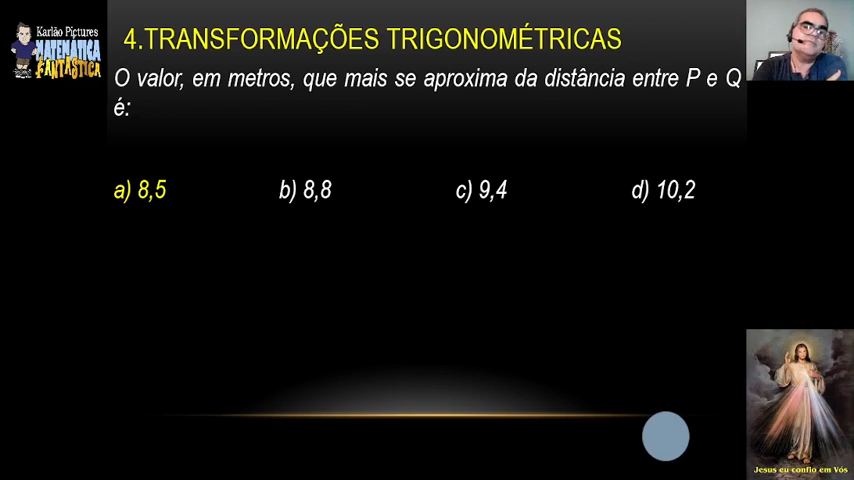 Karlão Pictures
MATEMÁTICA
FANTÁSTICA
4.TRANSFORMAÇÕES TRIGONOMÉTRICAS
O valor, em metros, que mais se aproxima da distância entre P e Q
é:
a) 8,5 b) 8,8 c) 9,4 d) 10,2
Jesus eu confio em Vós